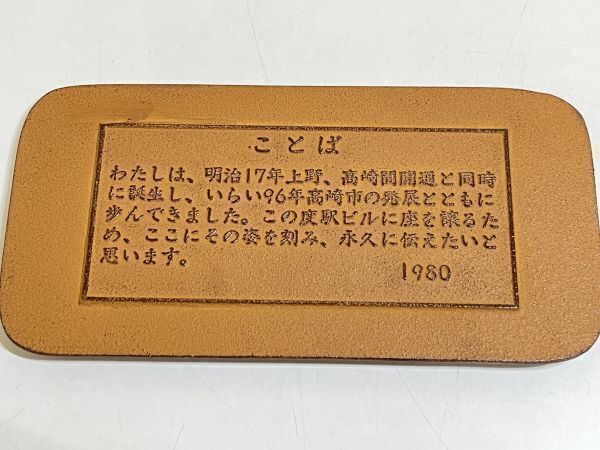 ことば
わたしは、明治17年上野、高崎間開通と同時
に誕生し、いらい96年高崎市の発展とともに
歩んできました。この度駅ビルに座を譲るた
め、ここにその姿を刻み、永久に伝えたいと
思います。
1980